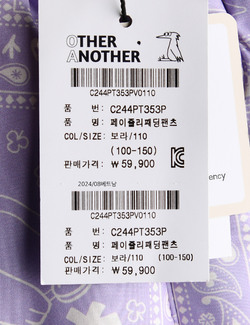 OTHER
ANOTHER
C244PT353PV0110
품 번: C244PT353P
품 명: 페이즐리패딩팬츠
COL/SIZE: 보라/110
(100-150)
판매가격: ₩59,900
2024/08베트남
C244PT353PV0110
품 번: C244PT353P
품 명: 페이즐리패딩팬츠
COL/SIZE: 보라/110 (100-150)
판매가격: ₩59,900